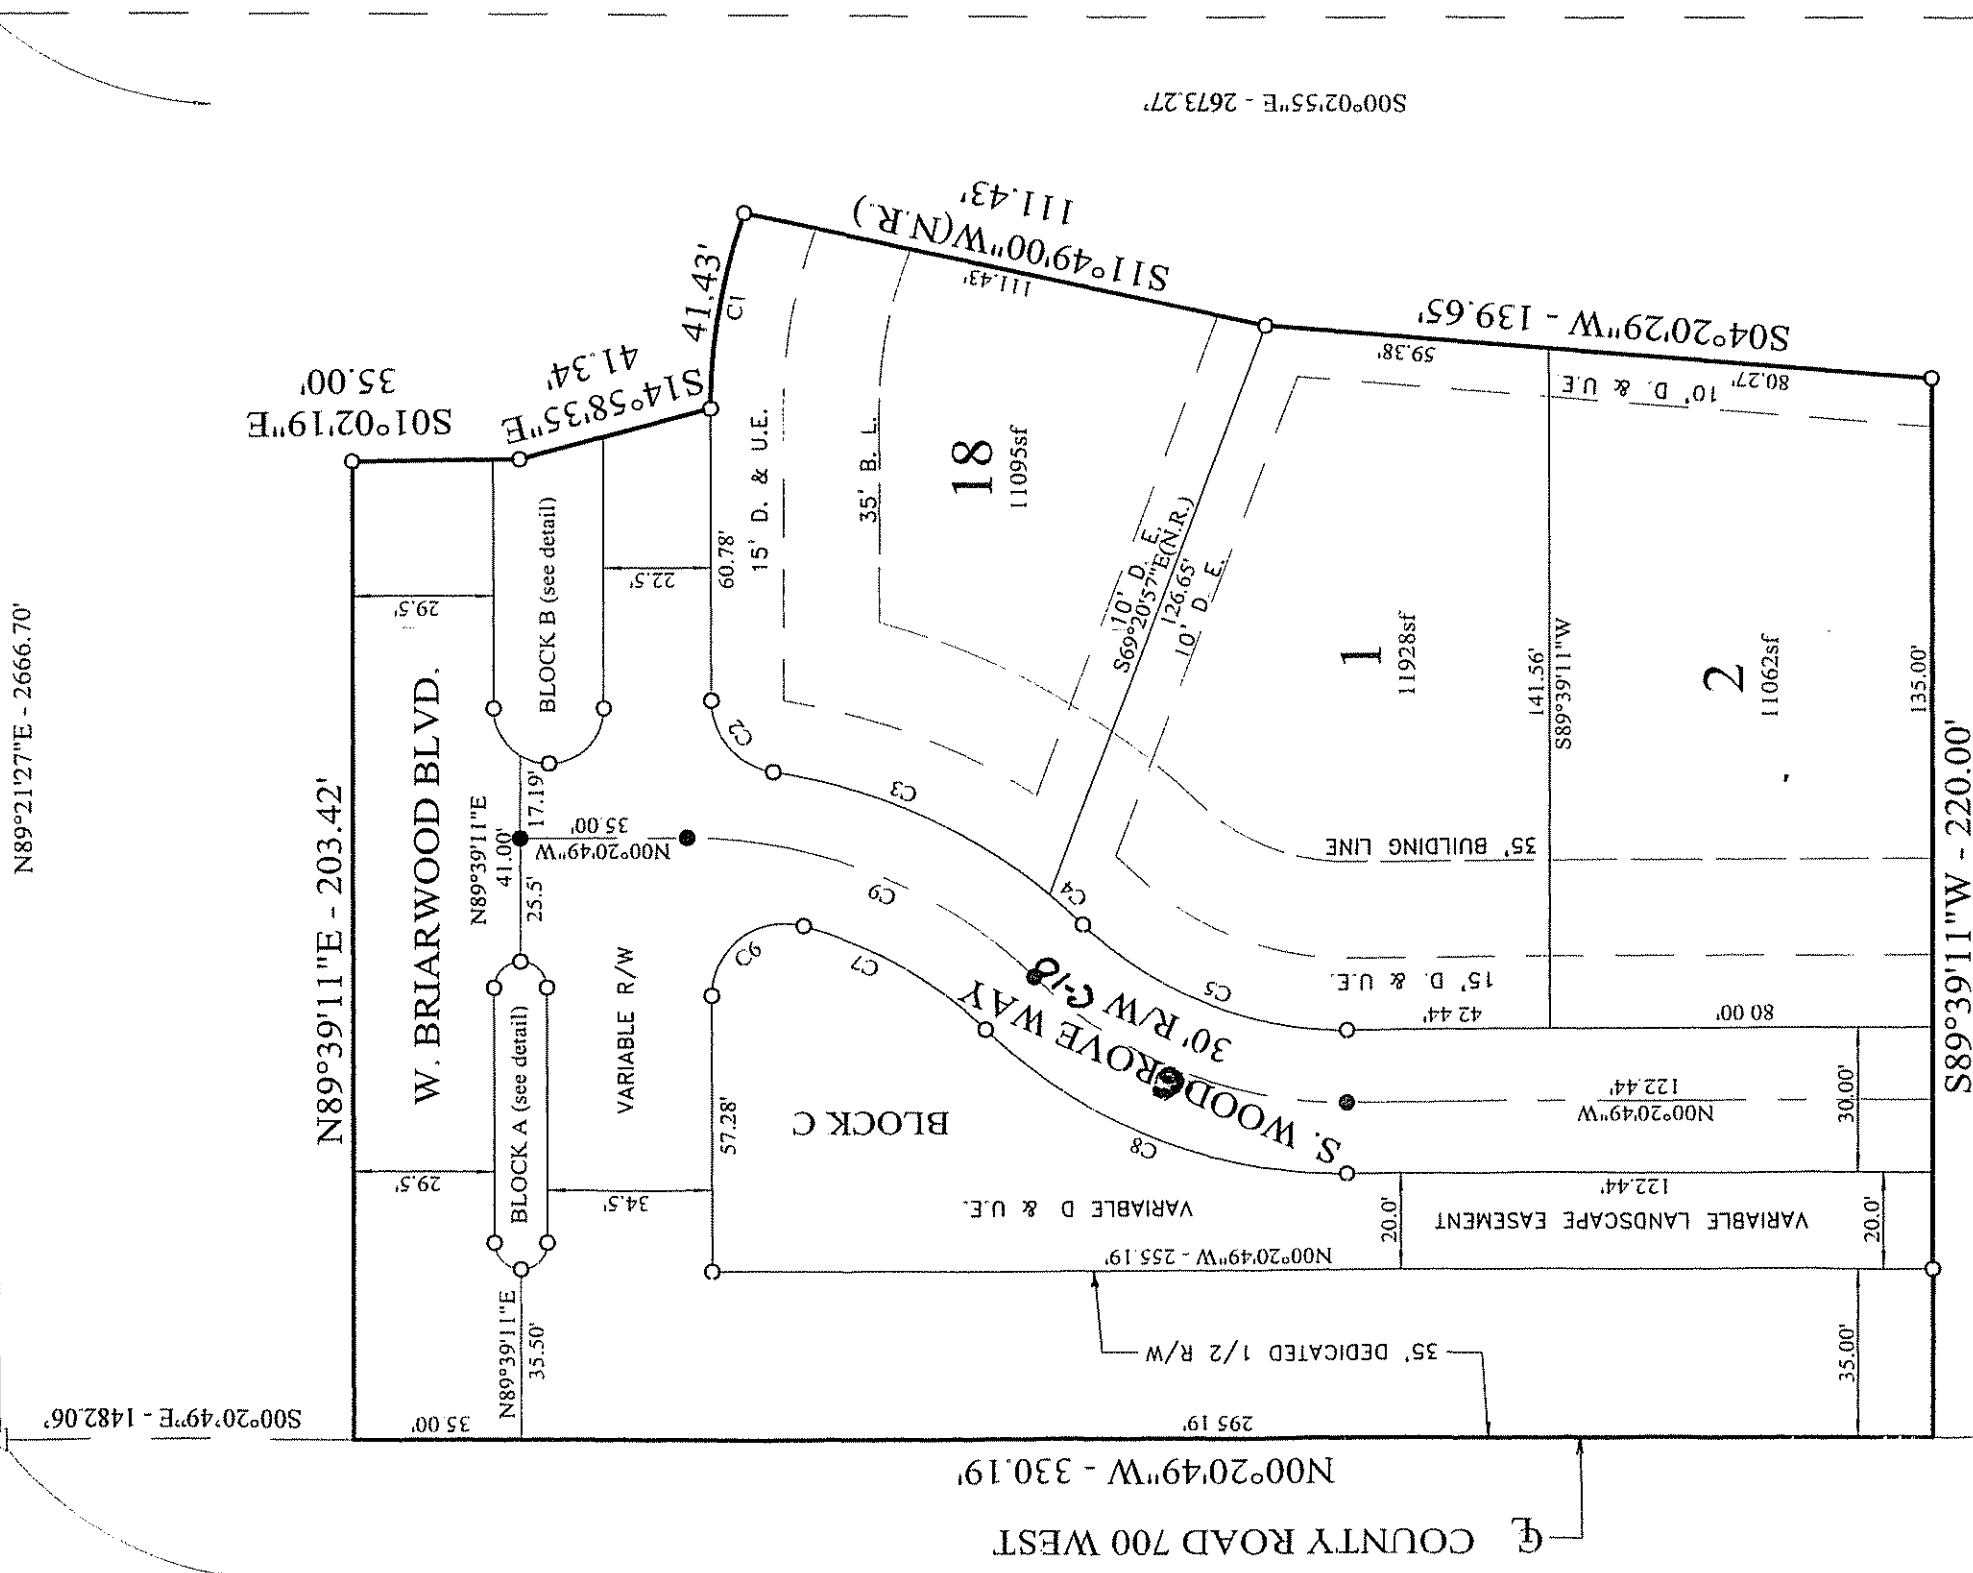 N89°21'27"E - 2666.70'
S00°02'55"E - 2673.27'
S00°20'49"E - 1482.06'
N89°39'11"E - 203.42'
S01°02'19"E
35.00'
S14°58'35"E
41.34'
41.43'
C1
S11°49'00"W(N.R.)
111.43'
111.43'
S04°20'29"W - 139.65'
59.38'
80.27'
10' D. & U.E.
W. BRIARWOOD BLVD.
29.5'
29.5'
BLOCK B (see detail)
22.5'
60.78'
15' D. & U.E.
35' B. L.
18
11095sf
10' D. E.
S69°20'57"E(N.R.)
126.65'
10' D. E.
1
11928sf
141.56'
S89°39'11"W
2
11062sf
135.00'
S89°39'11"W - 220.00'
N89°39'11"E
41.00'
17.19'
25.5'
N00°20'49"W
35.00'
C2
C3
C4
C5
C6
C7
C8
C9
C-10
35' BUILDING LINE
15' D. & U.E.
42.44'
80.00'
VARIABLE R/W
BLOCK A (see detail)
34.5'
57.28'
BLOCK C
S. WOODGROVE WAY
30' R/W
N00°20'49"W
122.44'
30.00'
122.44'
VARIABLE D & U.E.
VARIABLE LANDSCAPE EASEMENT
20.0'
20.0'
N00°20'49"W - 255.19'
N89°39'11"E
35.50'
35' DEDICATED 1/2 R/W
35.00'
35.00'
295.19'
N00°20'49"W - 330.19'
℄ COUNTY ROAD 700 WEST